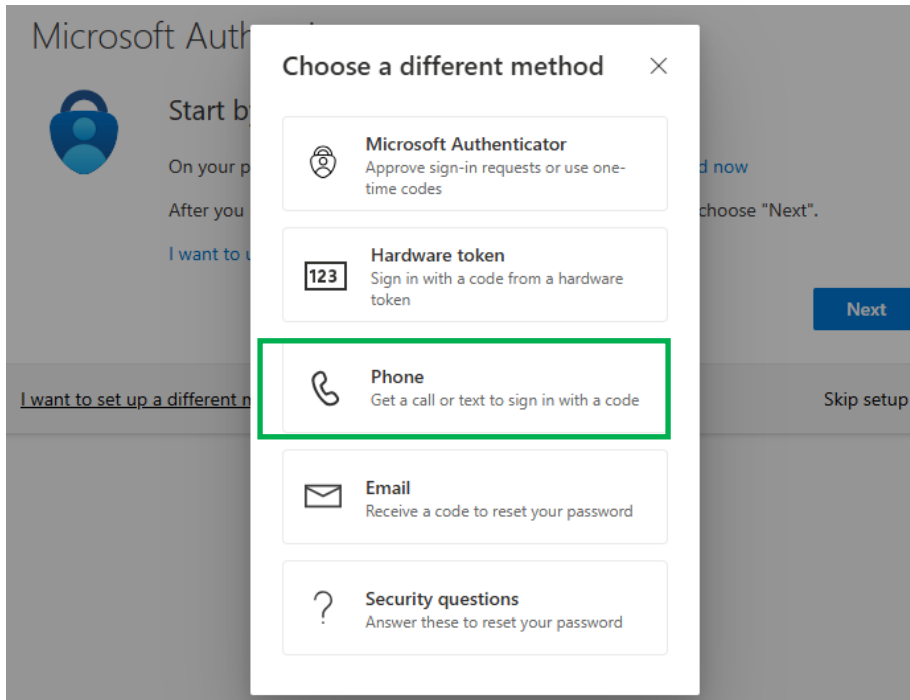 Microsoft Auth
Choose a different method
Start b
Microsoft Authenticator
Approve sign-in requests or use one-
time codes
On your p
d now
After you
choose "Next".
I want to u
Hardware token
123
Sign in with a code from a hardware
token
Next
Phone
Get a call or text to sign in with a code
I want to set up a different m
Skip setup
Email
Receive a code to reset your password
?
Security questions
Answer these to reset your password